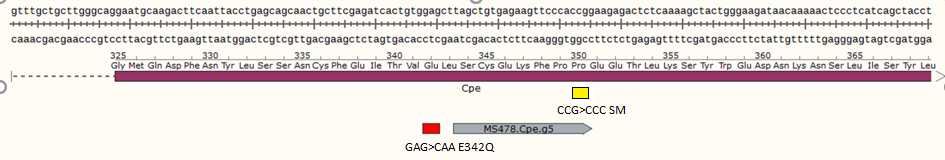 gtttgctgcttgggcaggaatgcaagacttcaattacctgagcagcaactgcttcgagatcactgtggagcttagctgtgagaagttcccaccggaagagactctcaaaagctactgggaagataacaaaaactccctcatcagctacct
caaacgacgaacccgtccttacgttctgaagttaatggactcgtcgttgacgaagctctagtgacacctcgaatcgacactcttcaagggtggccttctctgagagttttcgatgacccttctattgtttttgagggagtagtcgatgga
325 330 335 340 345 350 355 360 365
Gly Met Gln Asp Phe Asn Tyr Leu Ser Ser Asn Cys Phe Glu Ile Thr Val Glu Leu Ser Cys Glu Lys Phe Pro Pro Glu Glu Thr Leu Lys Ser Tyr Trp Glu Asp Asn Lys Asn Ser Leu Ile Ser Tyr Leu
Cpe
CCG>CCC SM
MS478.Cpe.g5
GAG>CAA E342Q